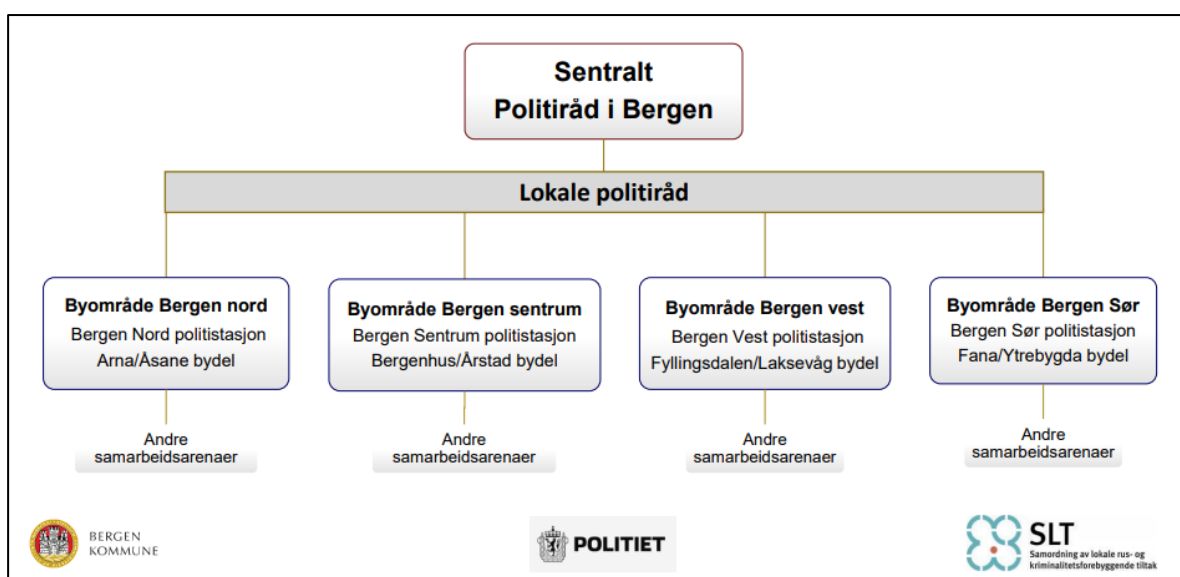 Sentralt
Politiråd i Bergen
Lokale politiråd
Byområde Bergen nord
Bergen Nord politistasjon
Arna/Åsane bydel
Byområde Bergen sentrum
Bergen Sentrum politistasjon
Bergenhus/Årstad bydel
Byområde Bergen vest
Bergen Vest politistasjon
Fyllingsdalen/Laksevåg bydel
Byområde Bergen Sør
Bergen Sør politistasjon
Fana/Ytrebygda bydel
Andre
samarbeidsarenaer
Andre
samarbeidsarenaer
Andre
samarbeidsarenaer
Andre
samarbeidsarenaer
BERGEN
KOMMUNE
POLITIET
SLT
Samordning av lokale rus- og
kriminalitetsforebyggende tiltak